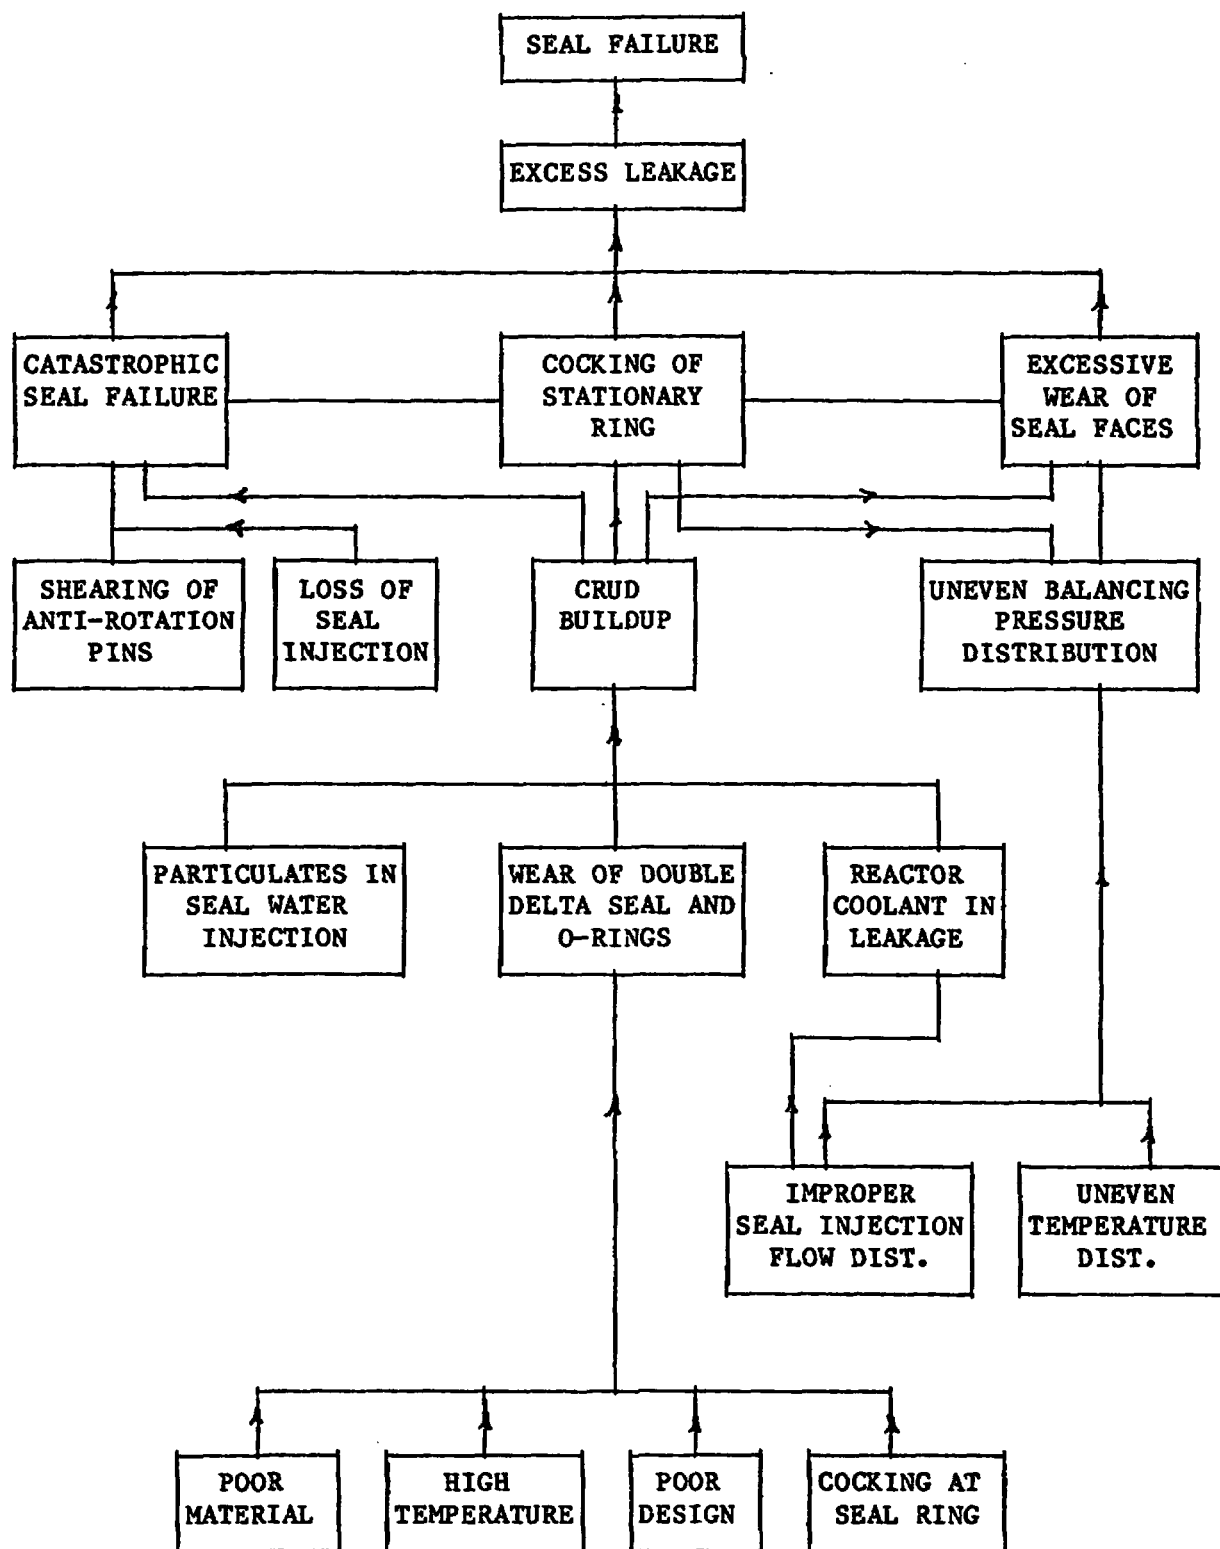 SEAL FAILURE
EXCESS LEAKAGE
CATASTROPHIC
SEAL FAILURE
COCKING OF
STATIONARY
RING
EXCESSIVE
WEAR OF
SEAL FACES
SHEARING OF
ANTI-ROTATION
PINS
LOSS OF
SEAL
INJECTION
CRUD
BUILDUP
UNEVEN BALANCING
PRESSURE
DISTRIBUTION
PARTICULATES IN
SEAL WATER
INJECTION
WEAR OF DOUBLE
DELTA SEAL AND
O-RINGS
REACTOR
COOLANT IN
LEAKAGE
IMPROPER
SEAL INJECTION
FLOW DIST.
UNEVEN
TEMPERATURE
DIST.
POOR
MATERIAL
HIGH
TEMPERATURE
POOR
DESIGN
COCKING AT
SEAL RING